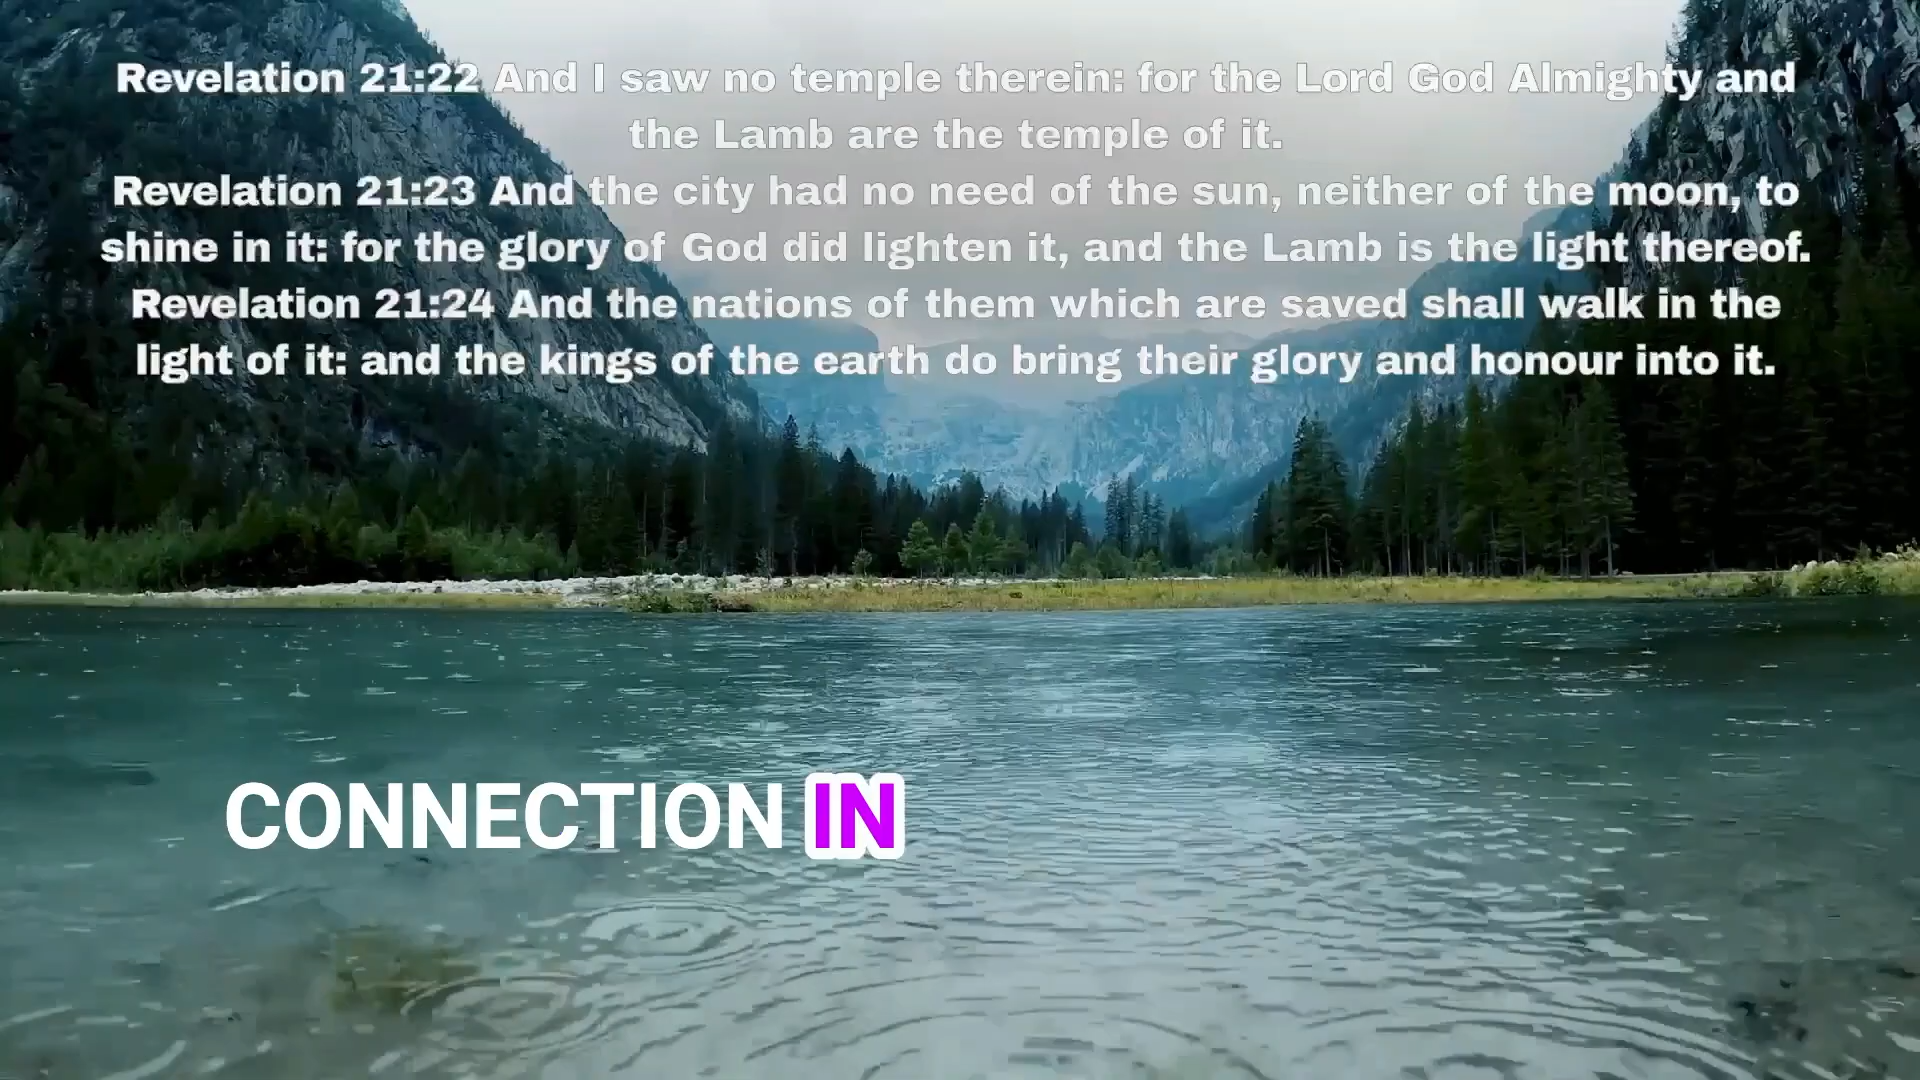 Revelation 21:22 And I saw no temple therein: for the Lord God Almighty and
the Lamb are the temple of it.
Revelation 21:23 And the city had no need of the sun, neither of the moon, to
shine in it: for the glory of God did lighten it, and the Lamb is the light thereof.
Revelation 21:24 And the nations of them which are saved shall walk in the
light of it: and the kings of the earth do bring their glory and honour into it.
CONNECTION IN